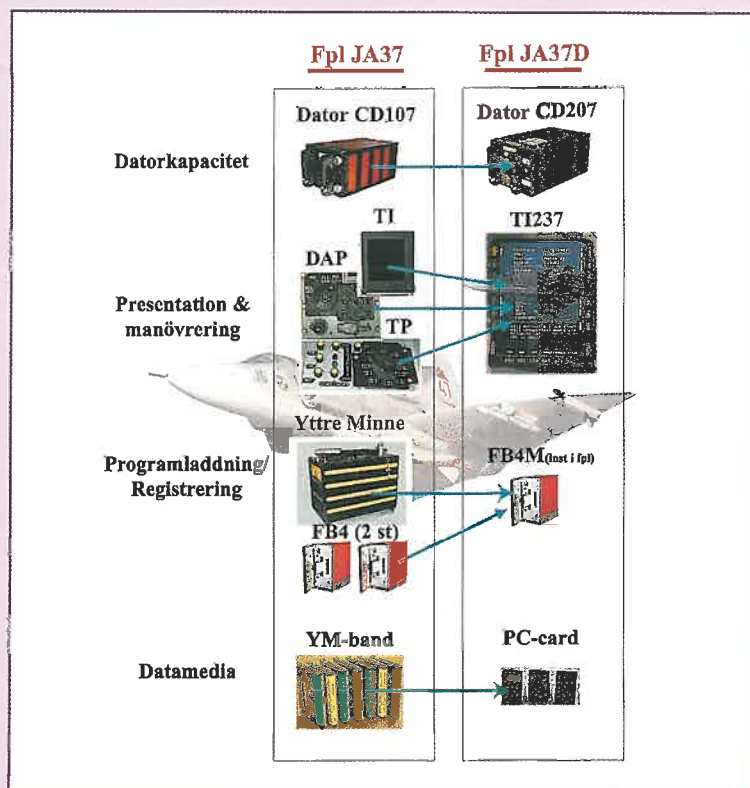 Fpl JA37
Fpl JA37D
Datorkapacitet
Dator CD107
Dator CD207
Presentation &
manövrering
TI
DAP
TP
TI237
Programladdning/
Registrering
Yttre Minne
FB4 (2 st)
FB4M(Inst i fpl)
Datamedia
YM-band
PC-card